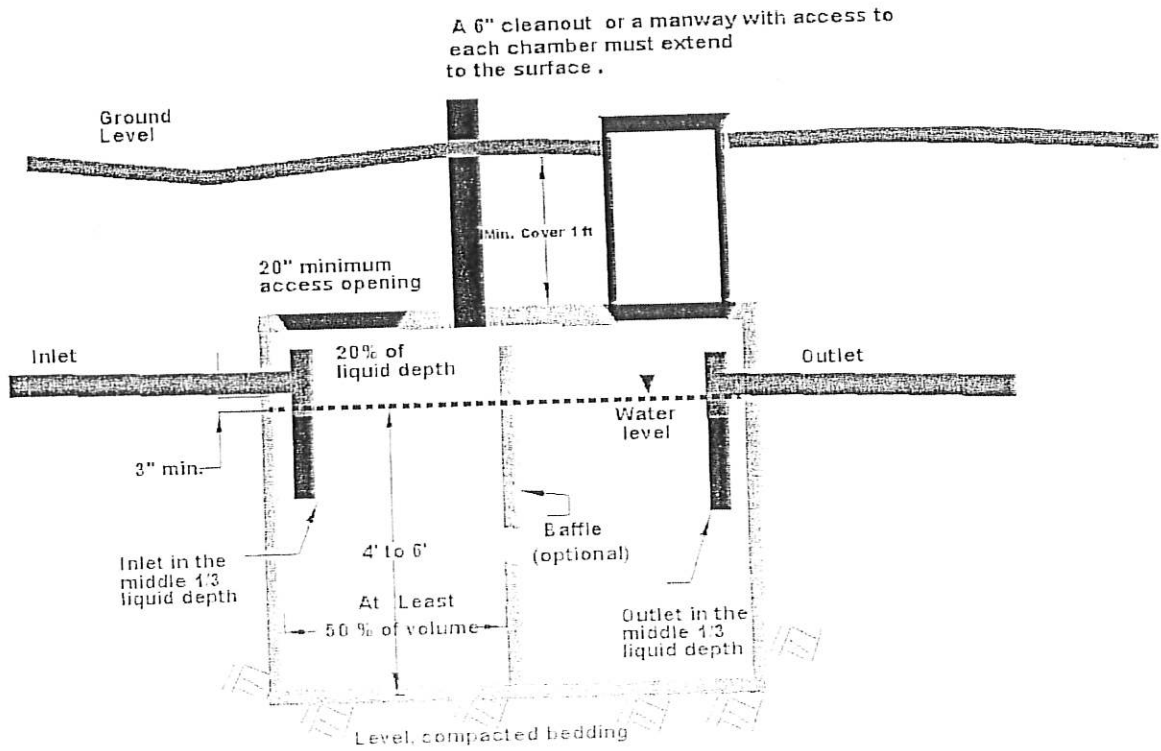 A 6" cleanout or a manway with access to
each chamber must extend
to the surface.
Ground
Level
Min. Cover 1 ft
20" minimum
access opening
Inlet
20% of
liquid depth
Outlet
Water
level
3" min.
Baffle
(optional)
4' to 6'
Inlet in the
middle 1/3
liquid depth
At Least
50 % of volume
Outlet in the
middle 1/3
liquid depth
Level, compacted bedding